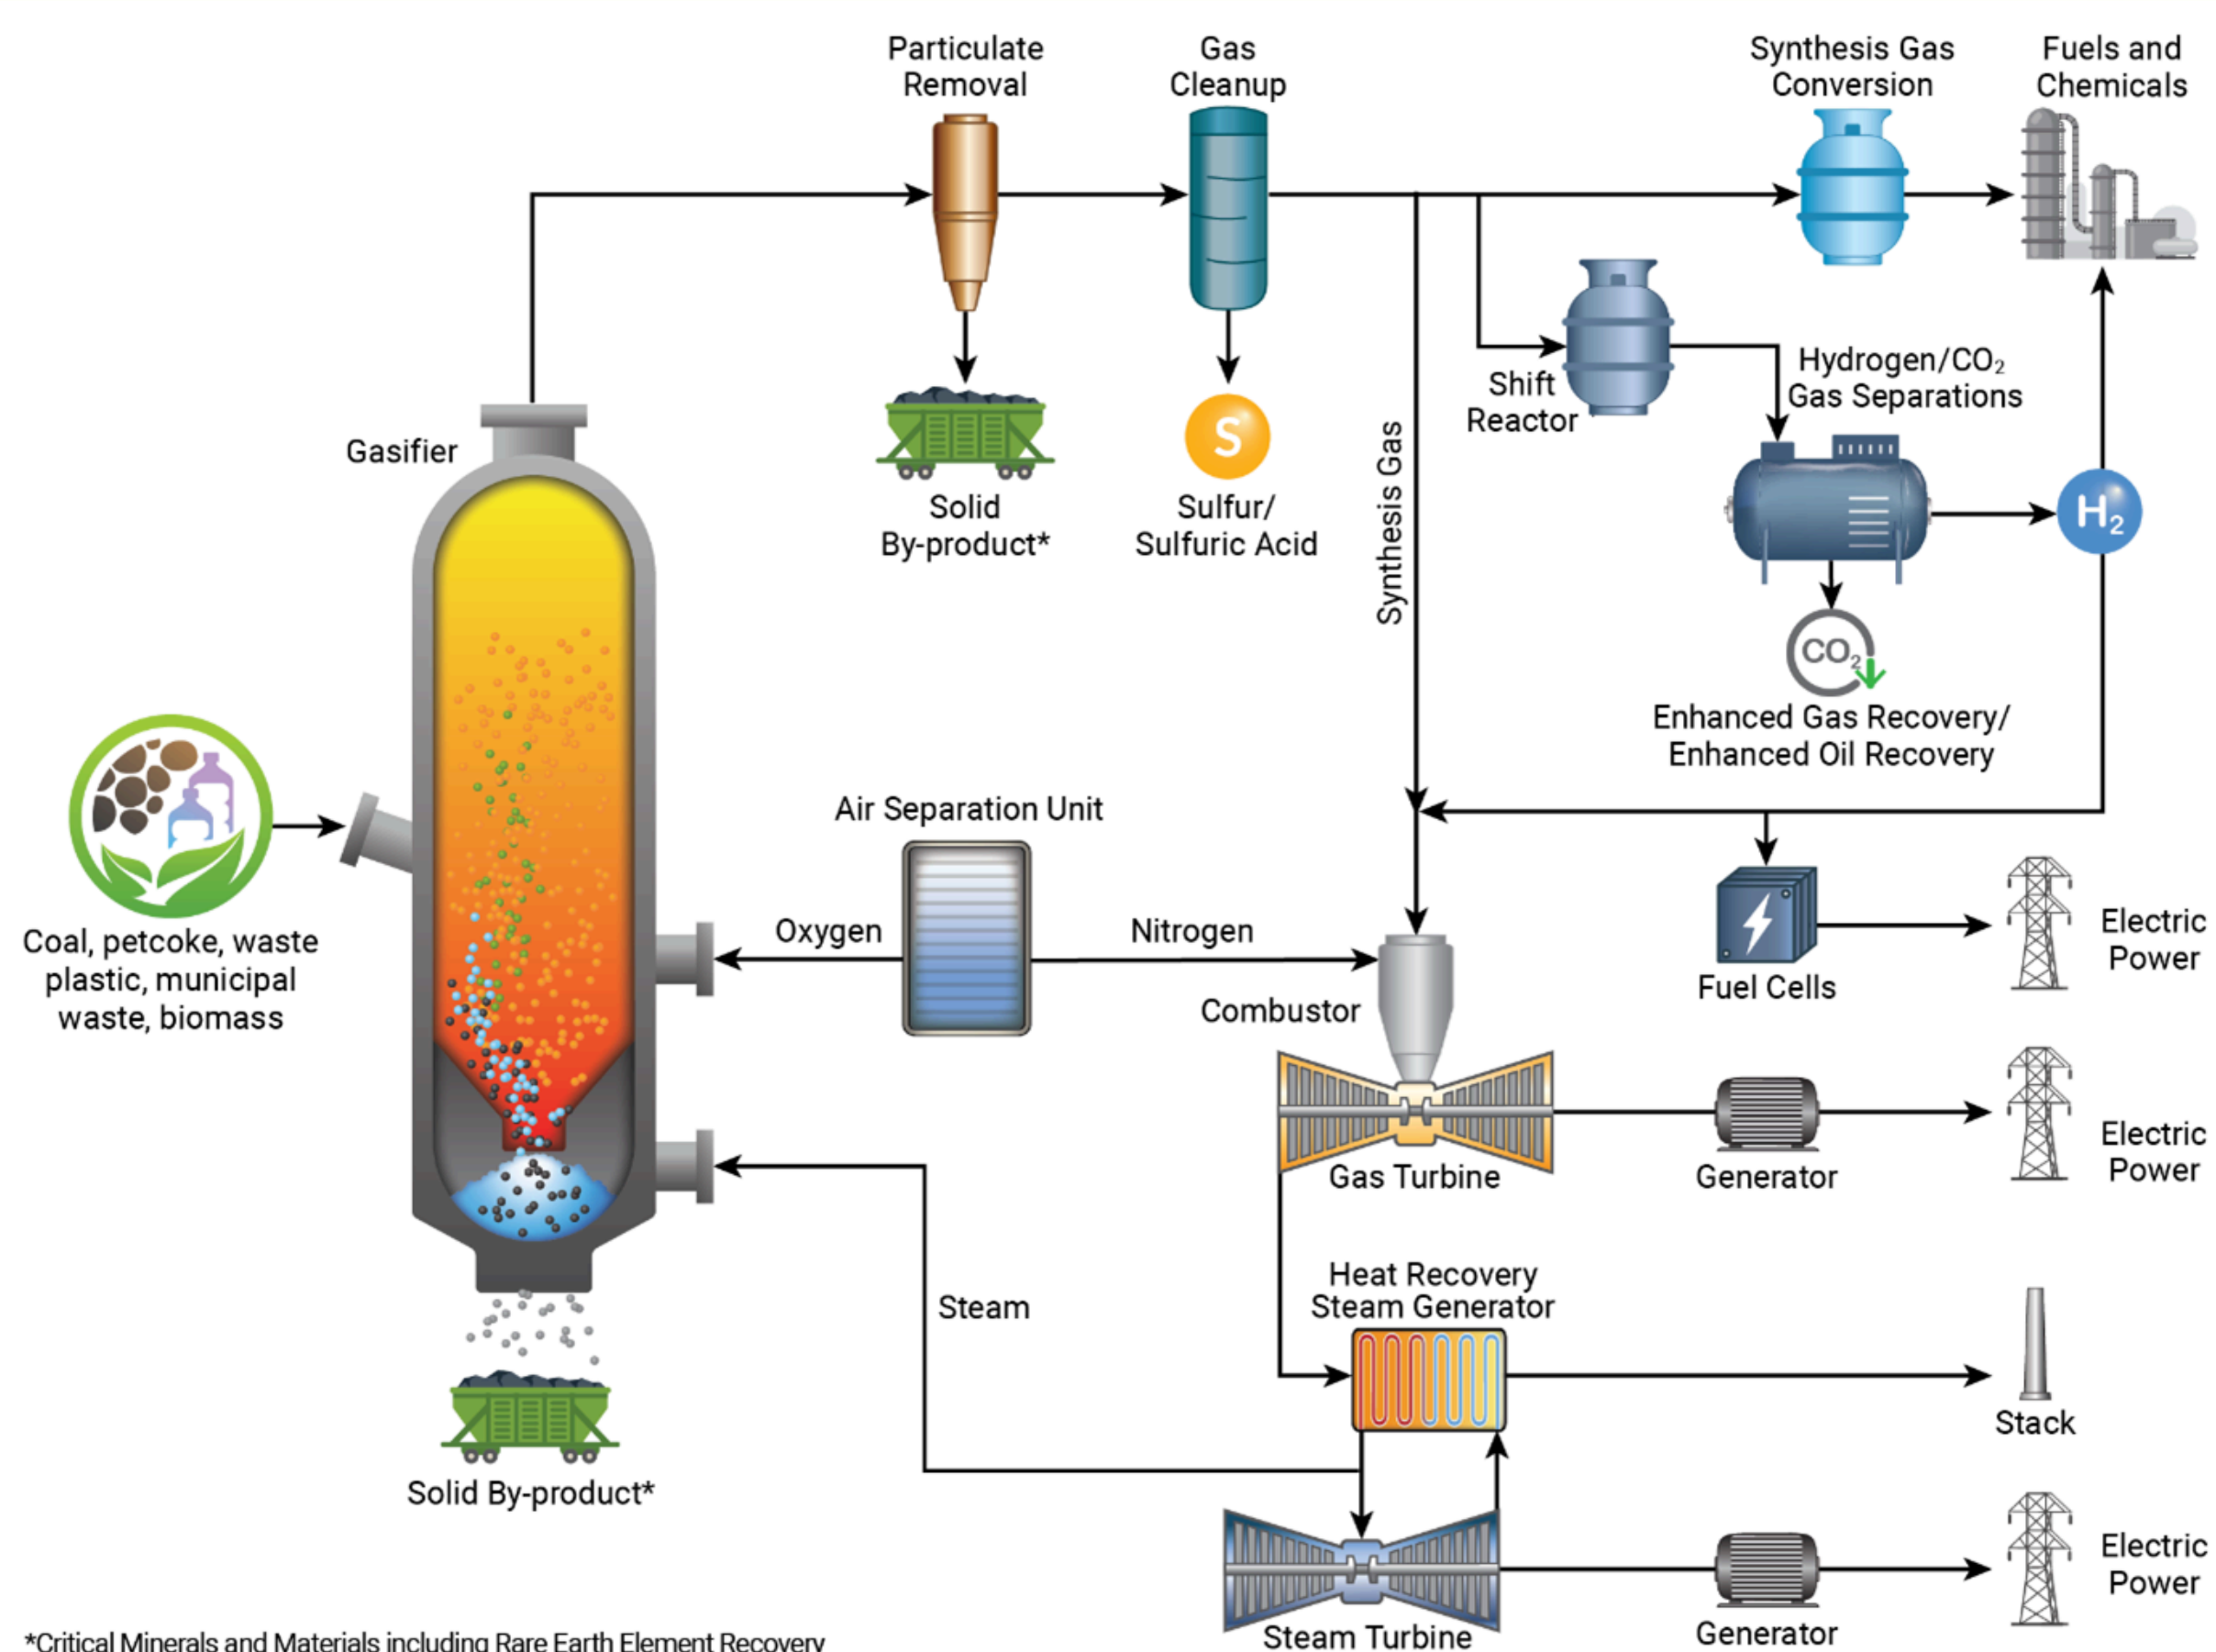 Particulate
Removal
Gas
Cleanup
Synthesis Gas
Conversion
Fuels and
Chemicals
Gasifier
Shift
Reactor
Hydrogen/CO₂
Gas Separations
Synthesis Gas
S
H₂
Solid
By-product*
Sulfur/
Sulfuric Acid
CO₂
Enhanced Gas Recovery/
Enhanced Oil Recovery
Coal, petcoke, waste
plastic, municipal
waste, biomass
Air Separation Unit
Oxygen
Nitrogen
Combustor
Fuel Cells
Electric
Power
Gas Turbine
Generator
Electric
Power
Steam
Heat Recovery
Steam Generator
Stack
Solid By-product*
Steam Turbine
Generator
Electric
Power
*Critical Minerals and Materials including Rare Earth Element Recovery